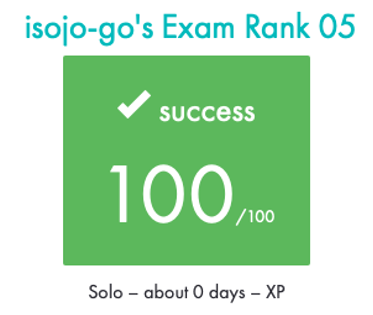 isojo-go's Exam Rank 05
success
100/100
Solo – about 0 days – XP